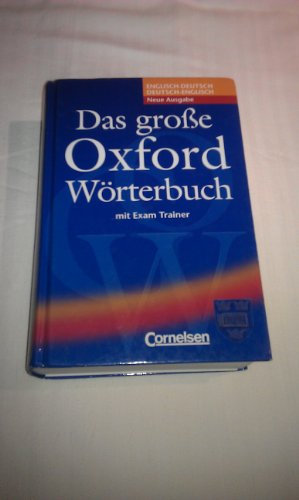 ENGLISCH-DEUTSCH
DEUTSCH-ENGLISCH
Neue Ausgabe
Das große
Oxford
Wörterbuch
mit Exam Trainer
Cornelsen